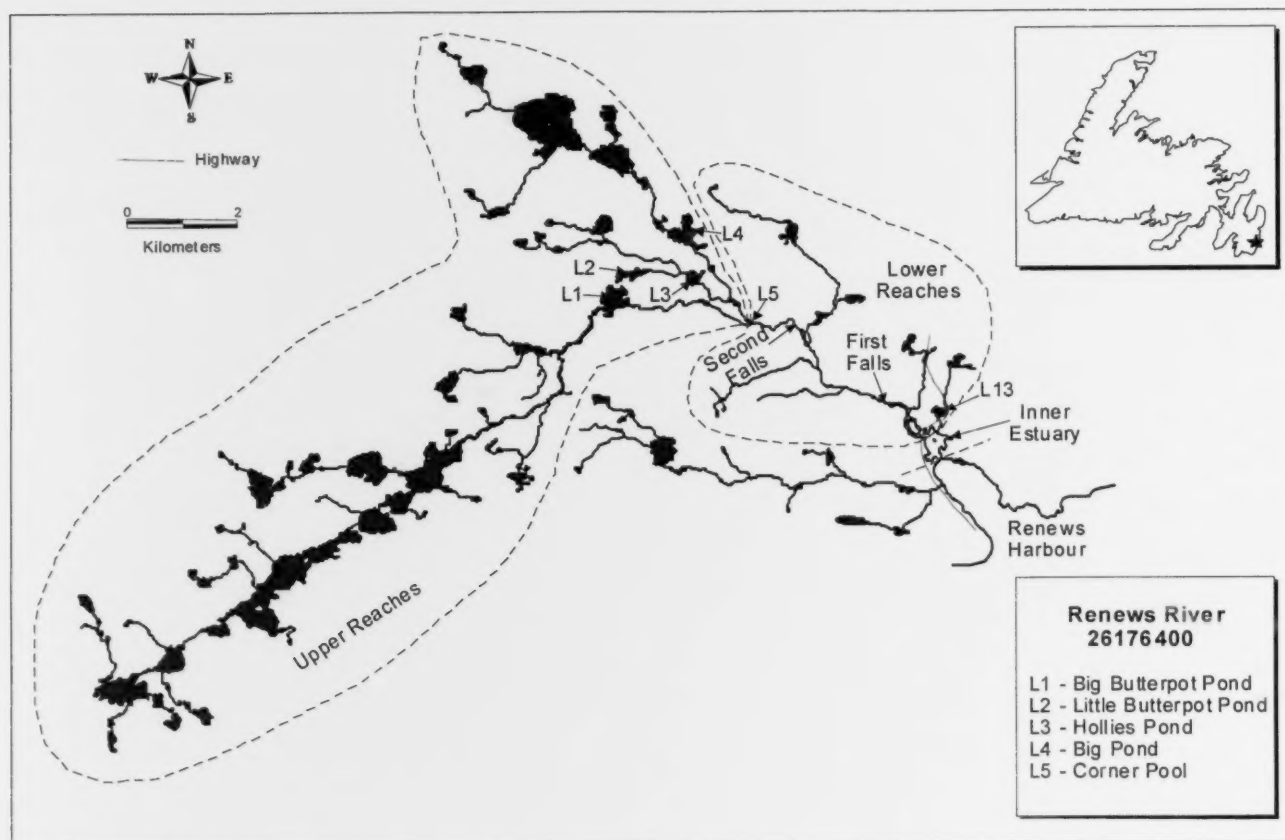 N
W E
S
Highway
0 2
Kilometers
L4
L2
L1
L3
L5
Lower
Reaches
Second
Falls
First
Falls
L13
Inner
Estuary
Renews
Harbour
Upper Reaches
Renews River
26176400
L1 - Big Butterpot Pond
L2 - Little Butterpot Pond
L3 - Hollies Pond
L4 - Big Pond
L5 - Corner Pool